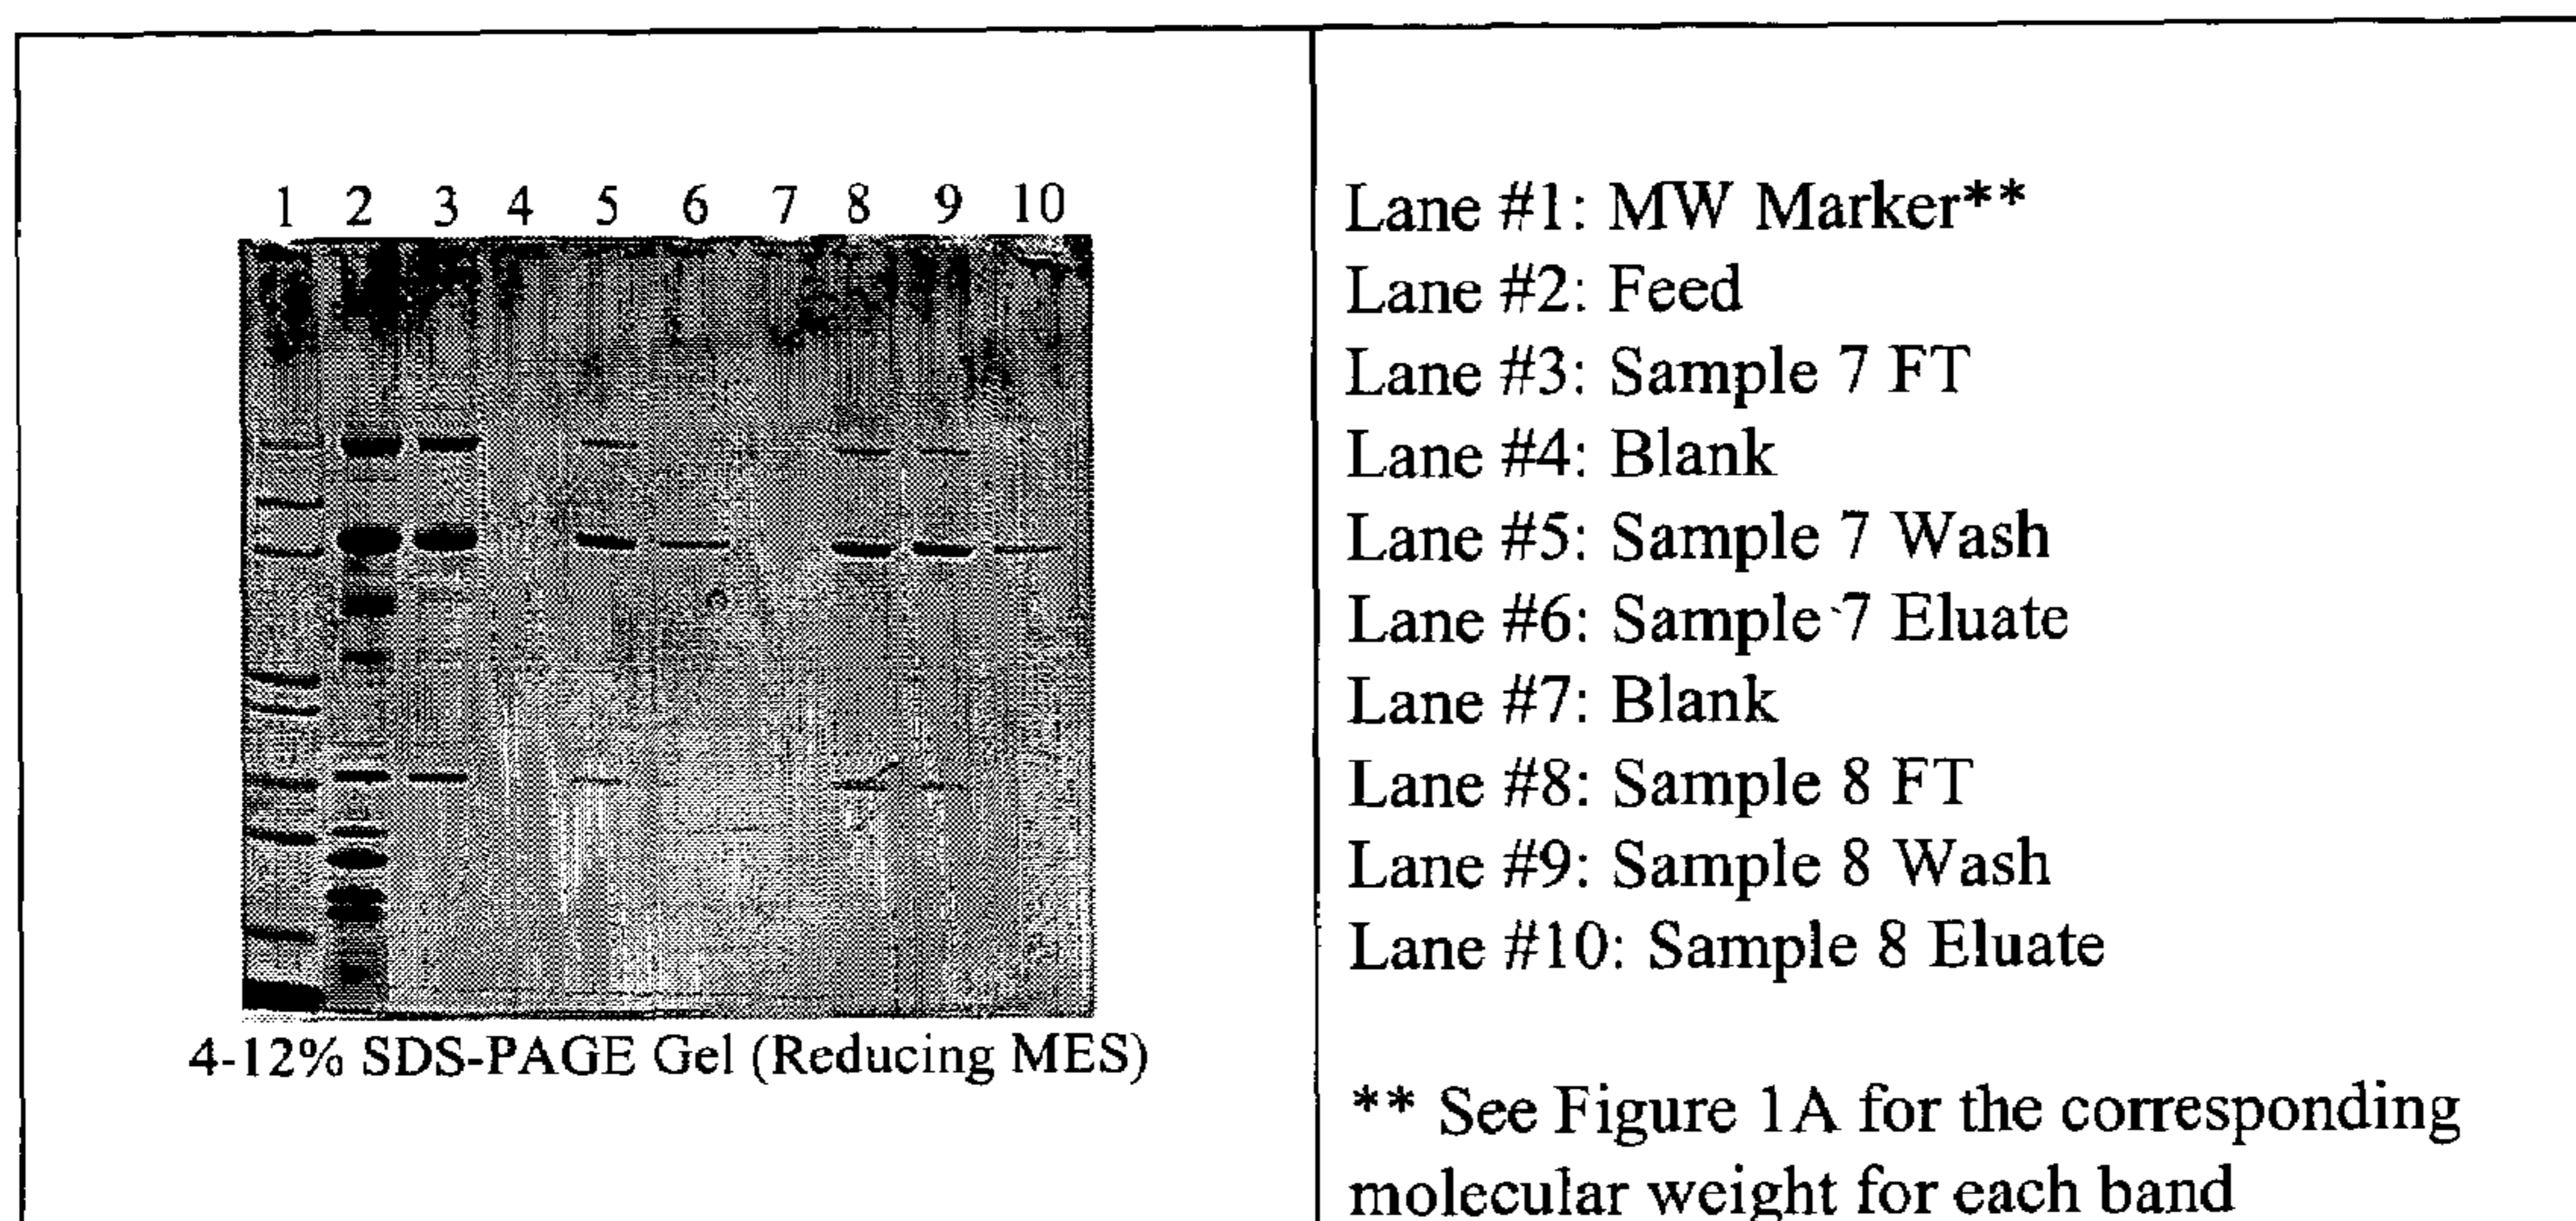 1 2 3 4 5 6 7 8 9 10
4-12% SDS-PAGE Gel (Reducing MES)
Lane #1: MW Marker**
Lane #2: Feed
Lane #3: Sample 7 FT
Lane #4: Blank
Lane #5: Sample 7 Wash
Lane #6: Sample 7 Eluate
Lane #7: Blank
Lane #8: Sample 8 FT
Lane #9: Sample 8 Wash
Lane #10: Sample 8 Eluate
** See Figure 1A for the corresponding
molecular weight for each band